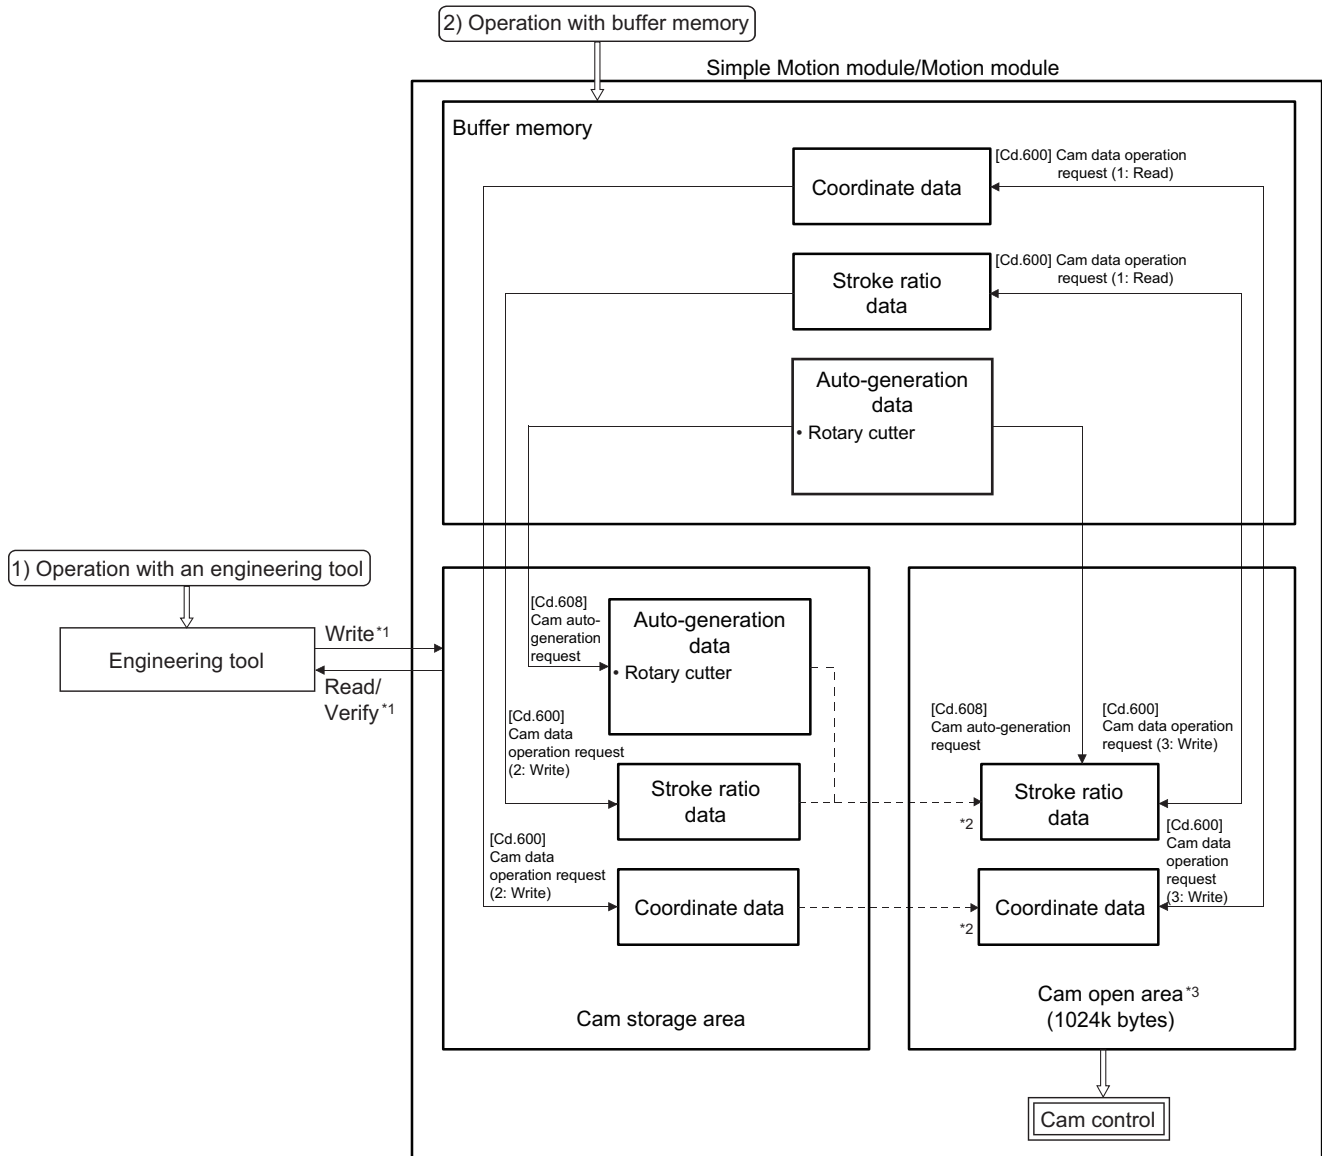 2) Operation with buffer memory
Simple Motion module/Motion module
Buffer memory
Coordinate data
[Cd.600] Cam data operation
request (1: Read)
Stroke ratio
data
[Cd.600] Cam data operation
request (1: Read)
Auto-generation
data
• Rotary cutter
1) Operation with an engineering tool
Engineering tool
Write*1
Read/
Verify*1
[Cd.608]
Cam auto-
generation
request
Auto-generation
data
• Rotary cutter
[Cd.600]
Cam data
operation request
(2: Write)
Stroke ratio
data
[Cd.600]
Cam data
operation request
(2: Write)
Coordinate data
Cam storage area
[Cd.608]
Cam auto-generation
request
[Cd.600]
Cam data operation
request (3: Write)
Stroke ratio
data
*2
[Cd.600]
Cam data
operation
request
(3: Write)
Coordinate data
*2
Cam open area*3
(1024k bytes)
Cam control